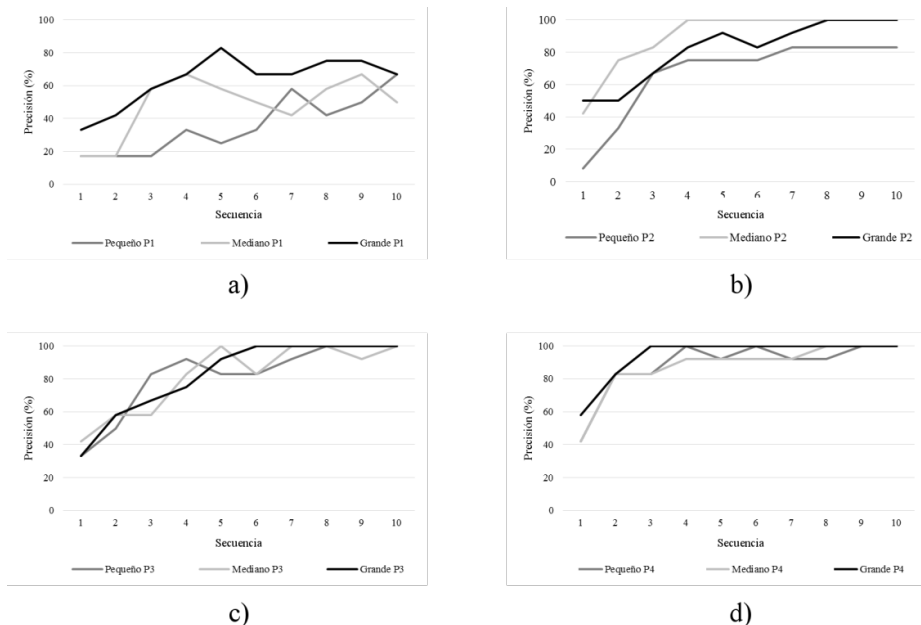 100
80
60
40
20
0
Precisión (%)
1 2 3 4 5 6 7 8 9 10
Secuencia
Pequeño P1 Mediano P1 Grande P1
a)
100
80
60
40
20
0
Precisión (%)
1 2 3 4 5 6 7 8 9 10
Secuencia
Pequeño P2 Mediano P2 Grande P2
b)
100
80
60
40
20
0
Precisión (%)
1 2 3 4 5 6 7 8 9 10
Secuencia
Pequeño P3 Mediano P3 Grande P3
c)
100
80
60
40
20
0
Precisión (%)
1 2 3 4 5 6 7 8 9 10
Secuencia
Pequeño P4 Mediano P4 Grande P4
d)